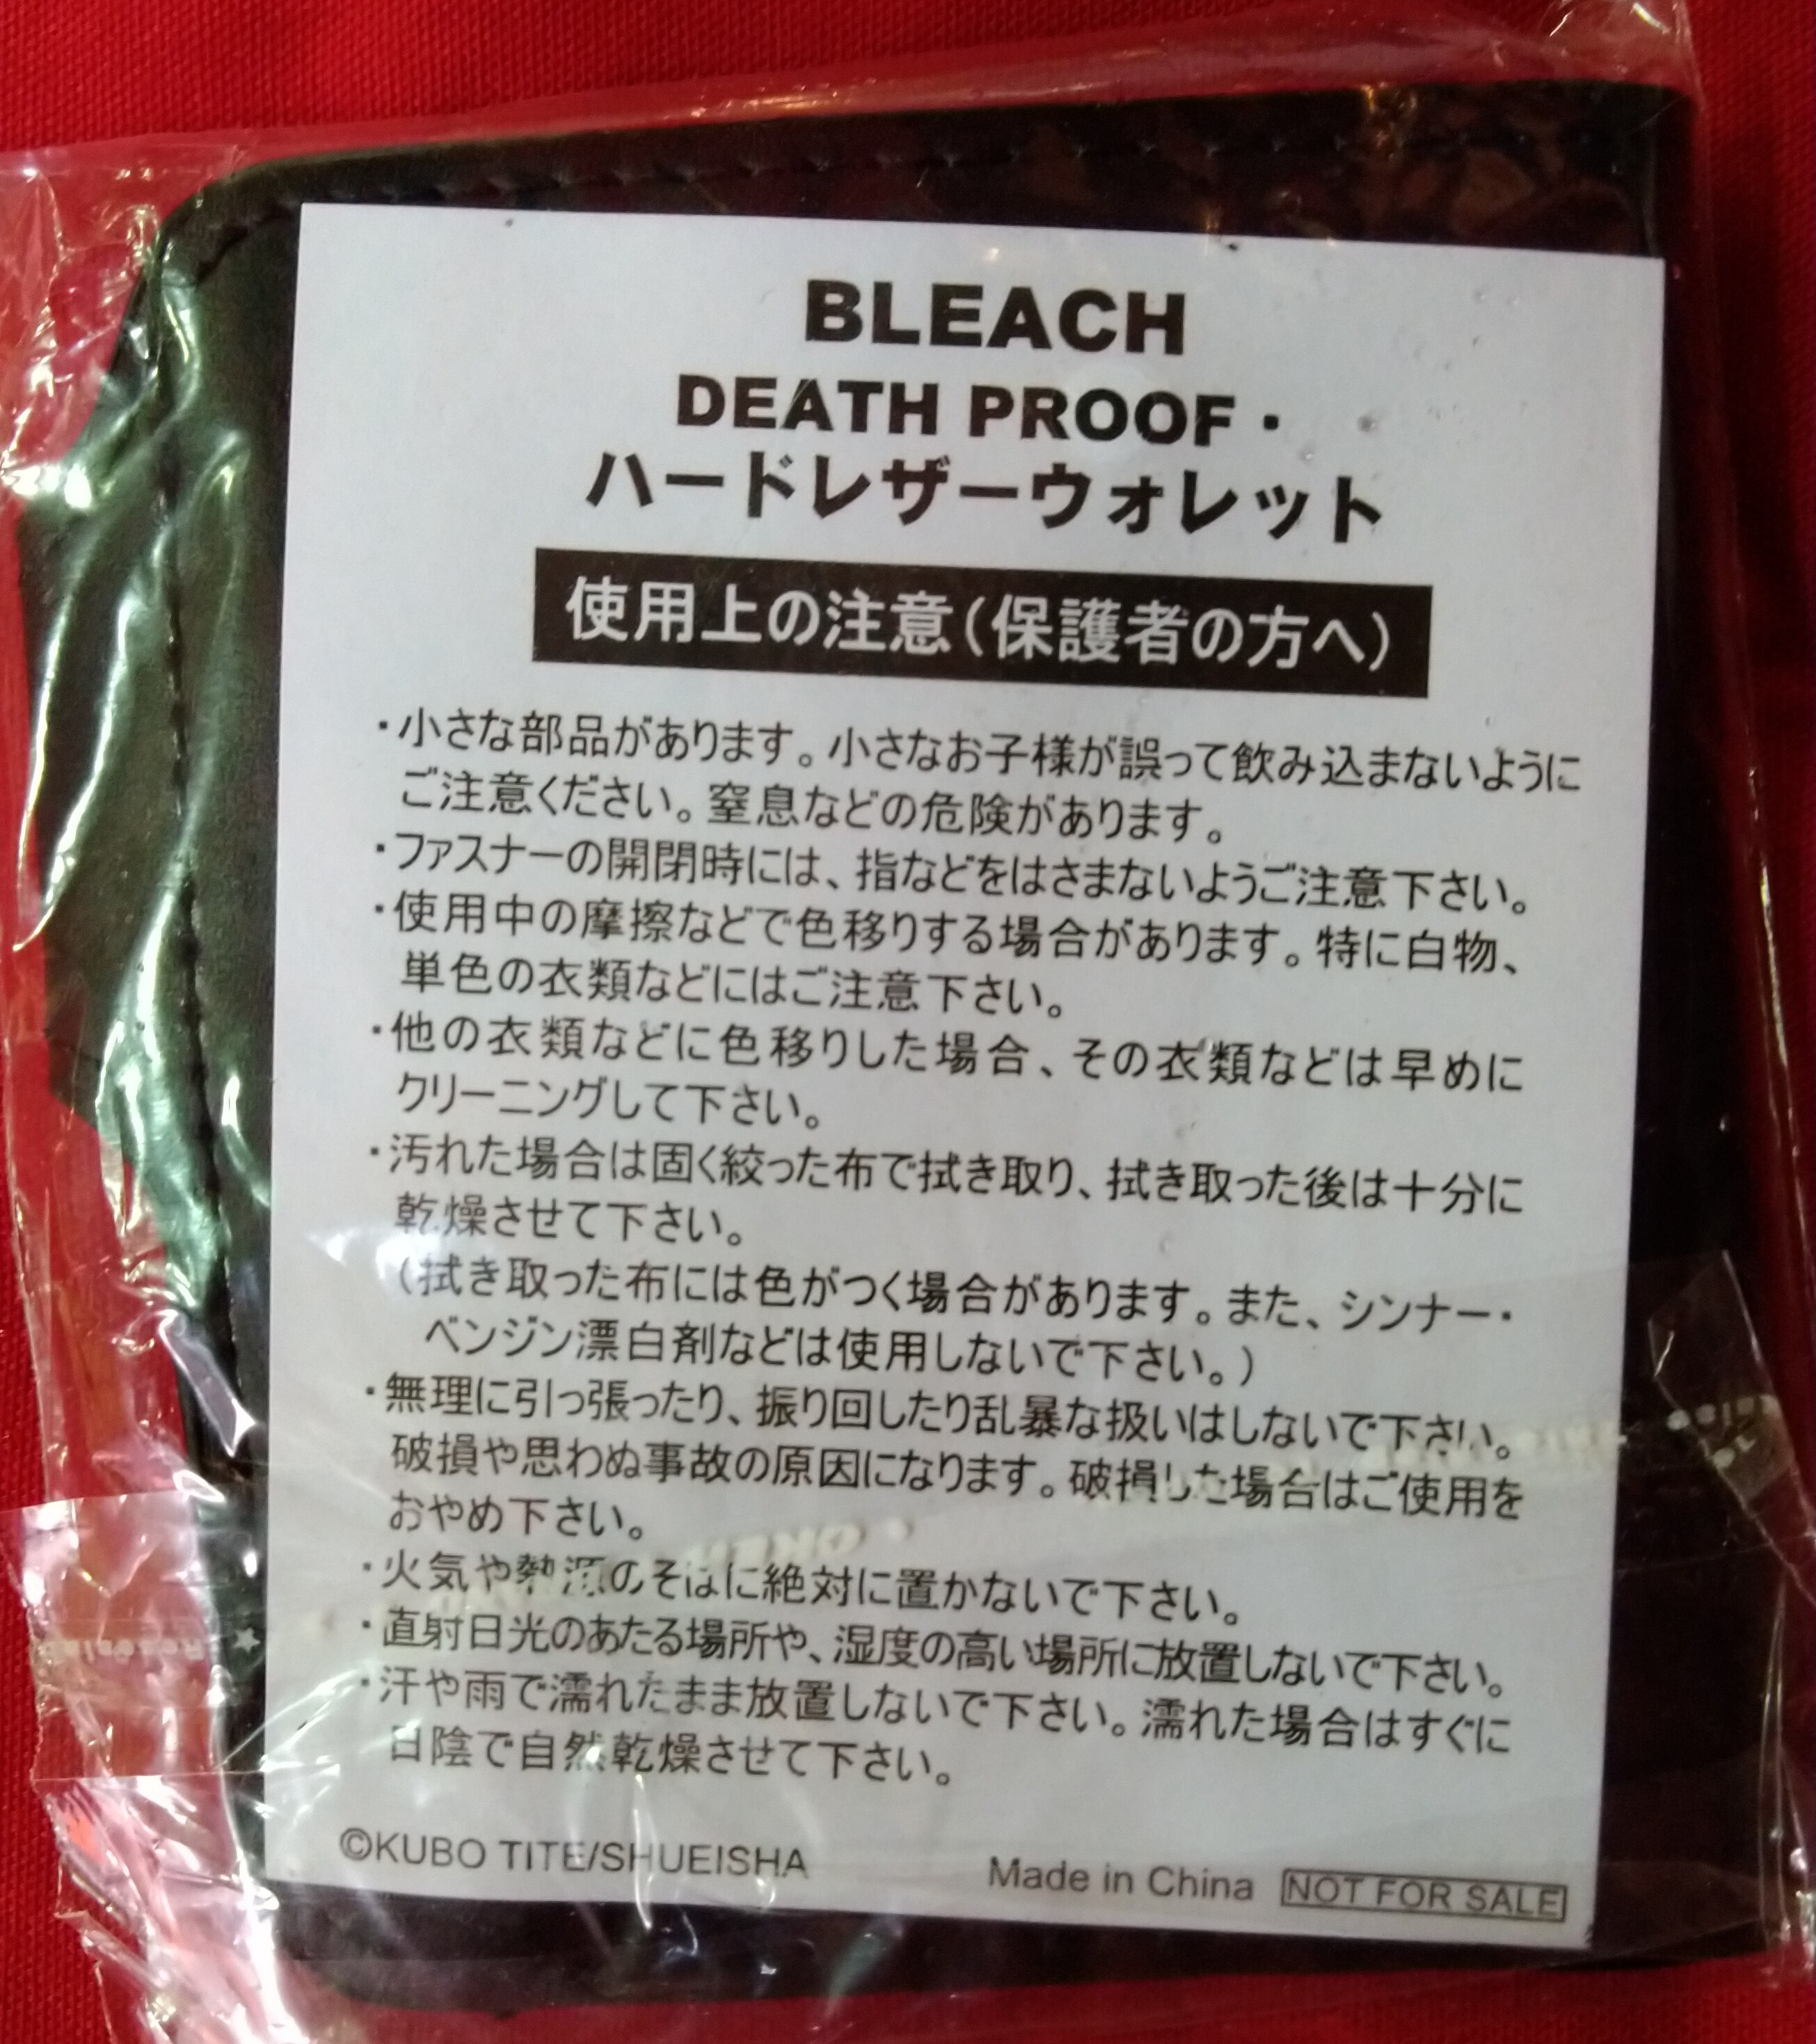 BLEACH
DEATH PROOF・
ハードレザーウォレット
使用上の注意(保護者の方へ)
・小さな部品があります。小さなお子様が誤って飲み込まないように
ご注意ください。窒息などの危険があります。
・ファスナーの開閉時には、指などをはさまないようご注意下さい。
・使用中の摩擦などで色移りする場合があります。特に白物、
単色の衣類などにはご注意下さい。
・他の衣類などに色移りした場合、その衣類などは早めに
クリーニングして下さい。
・汚れた場合は固く絞った布で拭き取り、拭き取った後は十分に
乾燥させて下さい。
(拭き取った布には色がつく場合があります。また、シンナー・
ベンジン漂白剤などは使用しないで下さい。)
・無理に引っ張ったり、振り回したり乱暴な扱いはしないで下さい。
破損や思わぬ事故の原因になります。破損した場合はご使用を
おやめ下さい。
・火気や熱源のそばに絶対に置かないで下さい。
・直射日光のあたる場所や、湿度の高い場所に放置しないで下さい。
・汗や雨で濡れたまま放置しないで下さい。濡れた場合はすぐに
日陰で自然乾燥させて下さい。
©KUBO TITE/SHUEISHA
Made in China NOT FOR SALE